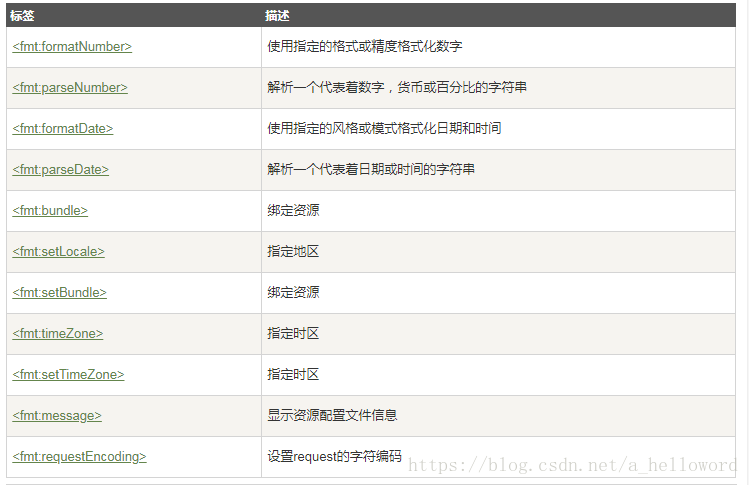 标签 描述
<fmt:formatNumber> 使用指定的格式或精度格式化数字
<fmt:parseNumber> 解析一个代表着数字，货币或百分比的字符串
<fmt:formatDate> 使用指定的风格或模式格式化日期和时间
<fmt:parseDate> 解析一个代表着日期或时间的字符串
<fmt:bundle> 绑定资源
<fmt:setLocale> 指定地区
<fmt:setBundle> 绑定资源
<fmt:timeZone> 指定时区
<fmt:setTimeZone> 指定时区
<fmt:message> 显示资源配置文件信息
<fmt:requestEncoding> 设置request的字符编码
https://blog.csdn.net/a_helloword